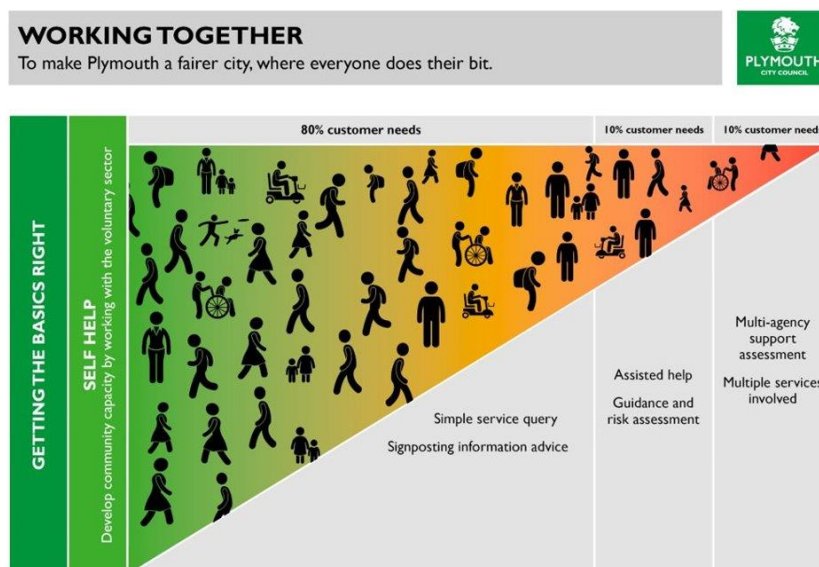 WORKING TOGETHER
To make Plymouth a fairer city, where everyone does their bit.
PLYMOUTH
CITY COUNCIL
80% customer needs
10% customer needs
10% customer need
GETTING THE BASICS RIGHT
SELF HELP
Develop community capacity by working with the voluntary sector
Simple service query
Signposting information advice
Assisted help
Guidance and
risk assessment
Multi-agency
support
assessment
Multiple services
involved